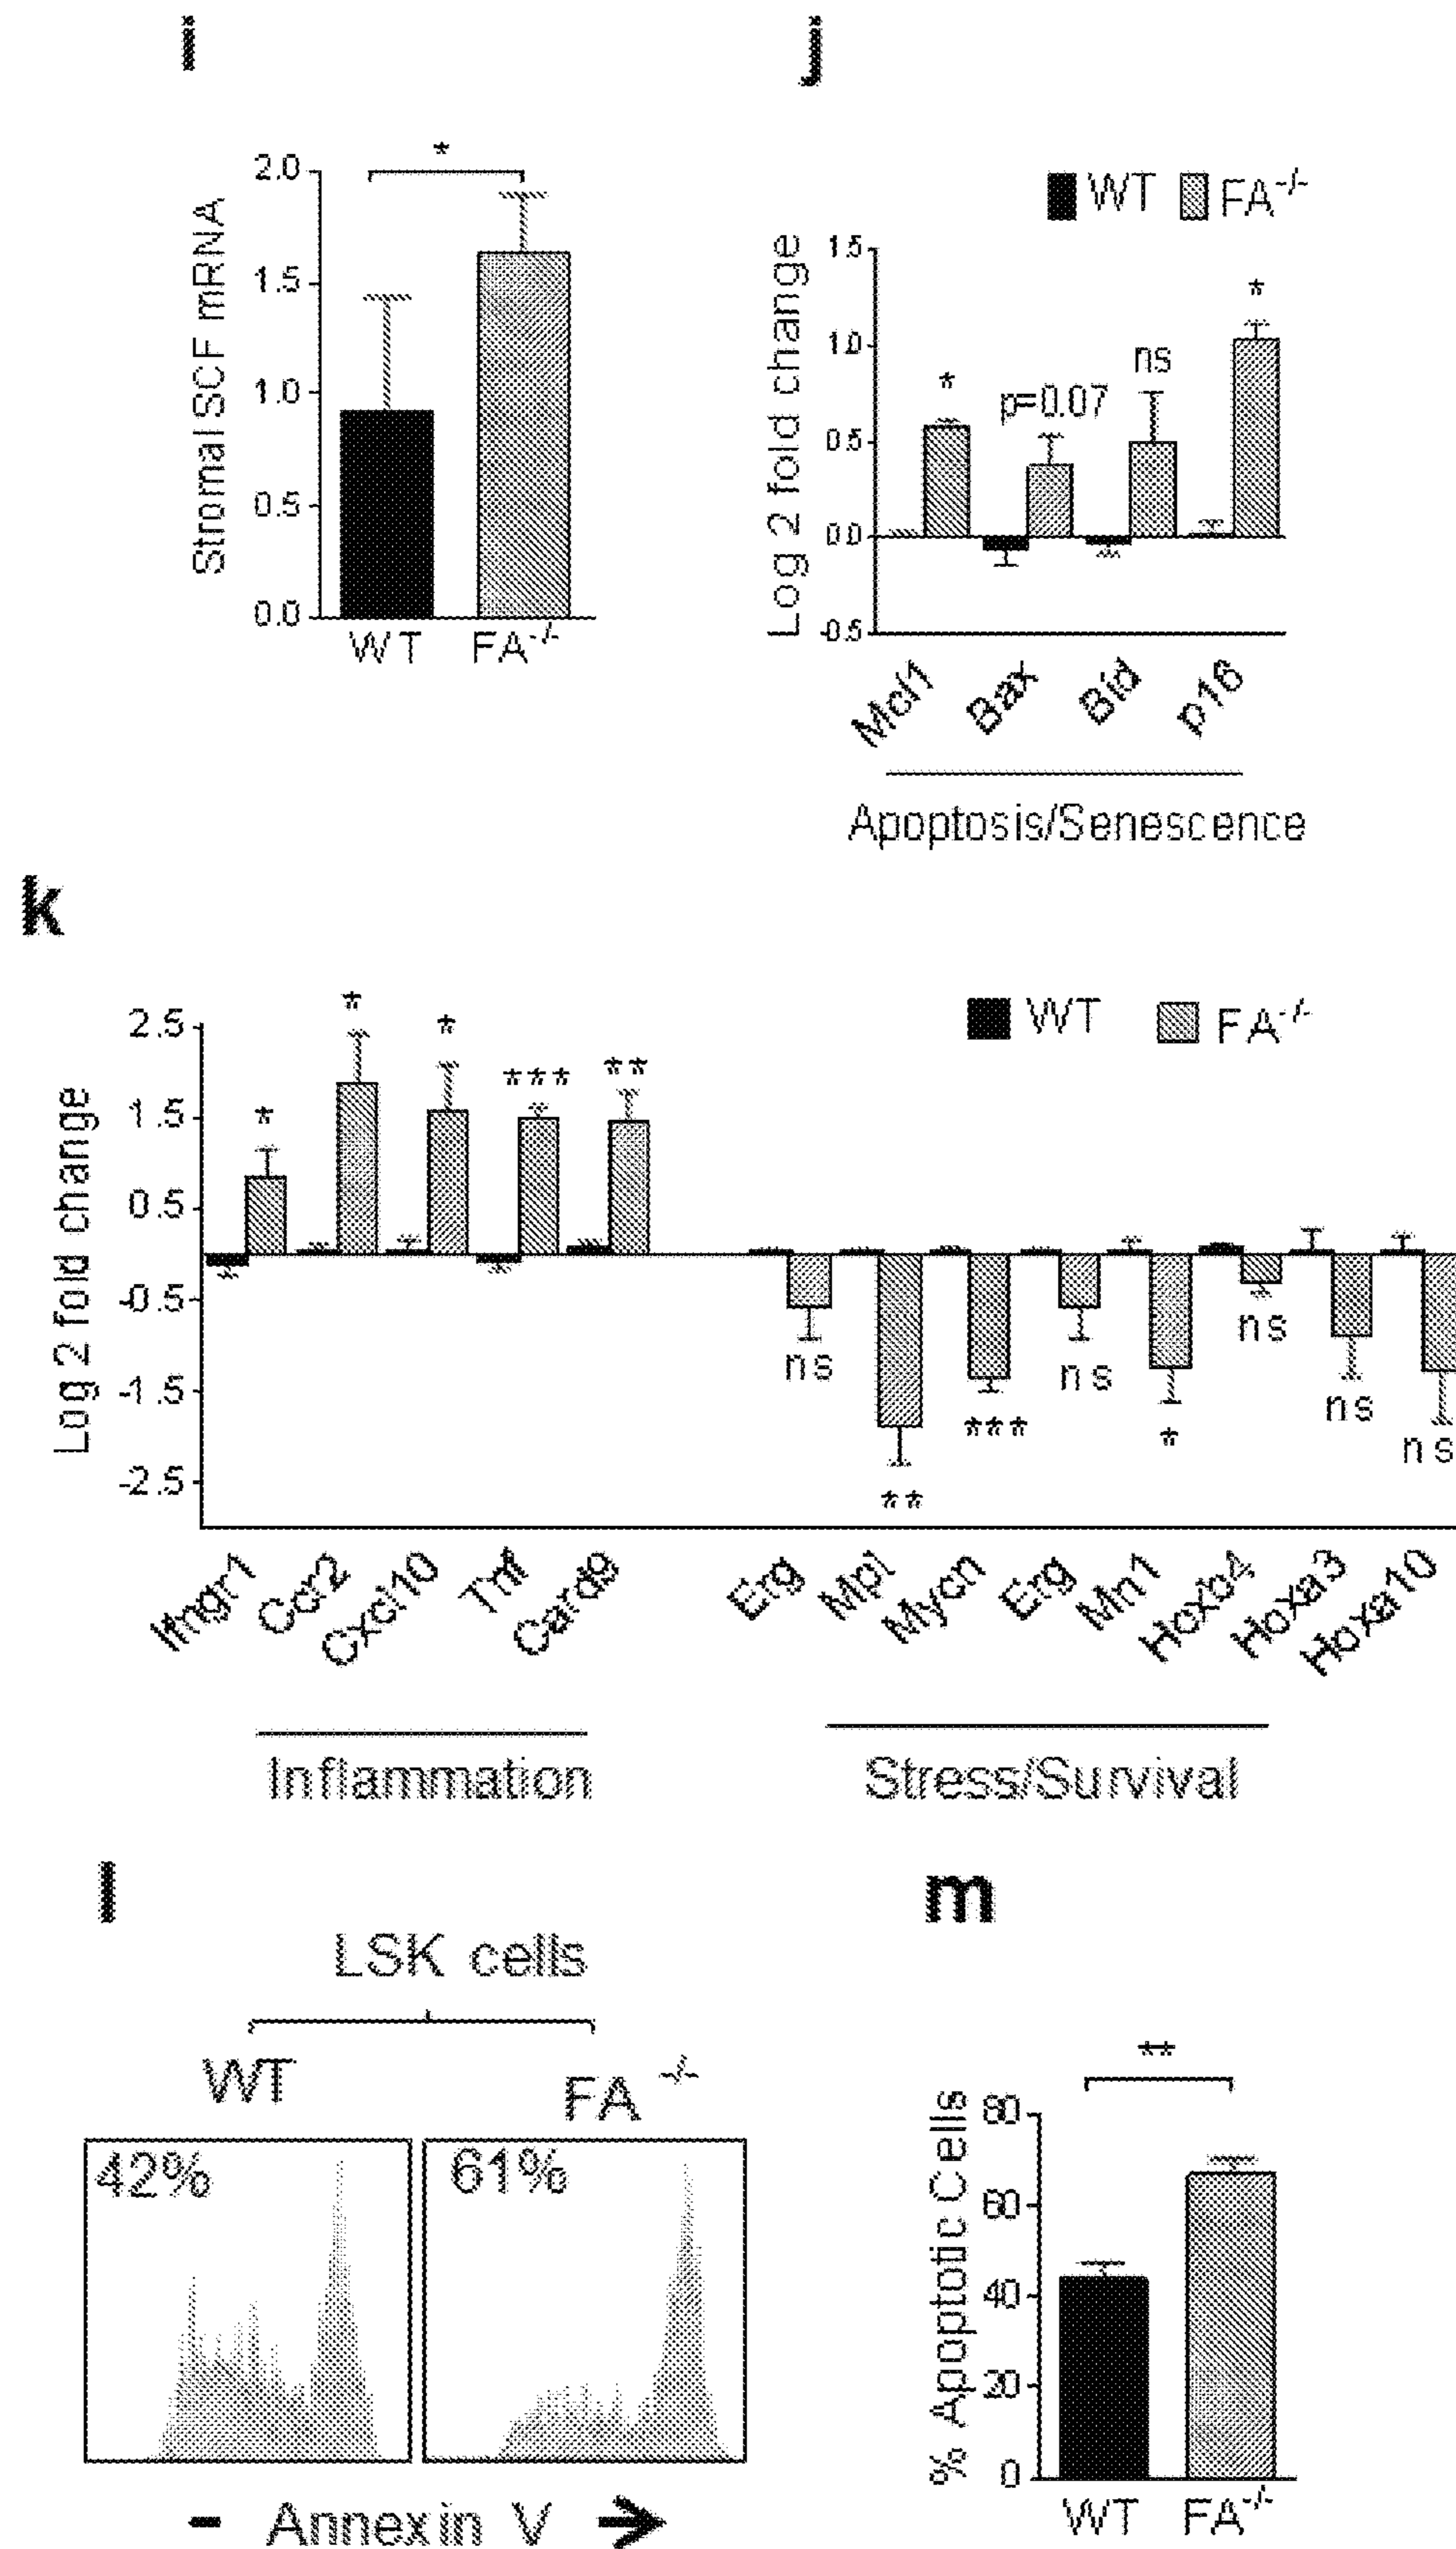 i
*
2.0
1.5
1.0
0.5
0.0
Stromal SCF mRNA
WT FA-/-
j
WT FA-/-
Log 2 fold change
1.5
1.0
0.5
0.0
-0.5
*
p=0.07
ns
*
Mcl1 Bax Bid p16
Apoptosis/Senescence
k
WT FA-/-
Log 2 fold change
2.5
1.5
0.5
-0.5
-1.5
-2.5
* * * *** **
ns ** *** ns * ns ns ns
Ifngr1 Ccr2 Cxcl10 Tnf Card9 Erg Mpl Mycn Erg Mn1 Hoxb4 Hoxa3 Hoxa10
Inflammation Stress/Survival
l
LSK cells
WT FA -/-
42% 61%
- Annexin V →
m
**
% Apoptotic Cells
80
60
40
20
0
WT FA-/-